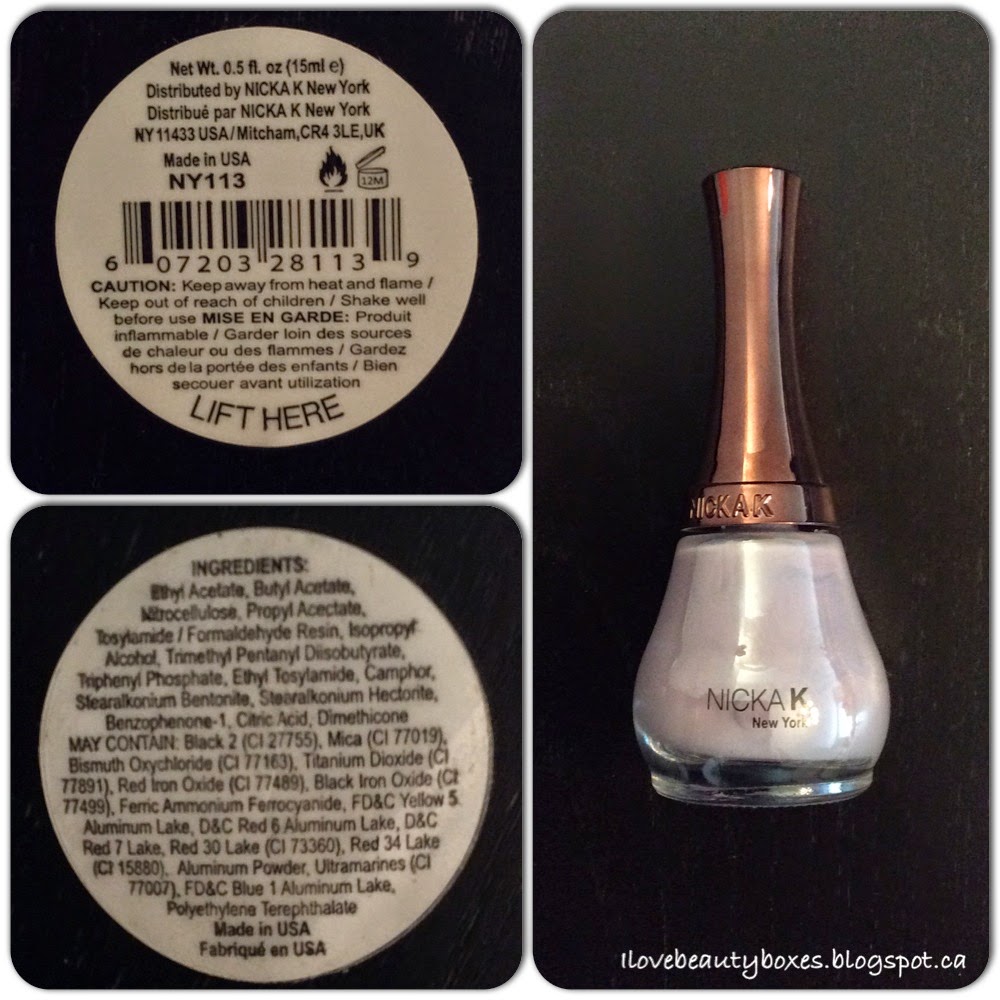 Net Wt. 0.5 fl. oz (15ml e)
Distributed by NICKA K New York
Distribué par NICKA K New York
NY 11433 USA/Mitcham,CR4 3LE,UK
Made in USA
NY113
12M
6 07203 28113 9
CAUTION: Keep away from heat and flame /
Keep out of reach of children / Shake well
before use MISE EN GARDE: Produit
inflammable / Garder loin des sources
de chaleur ou des flammes / Gardez
hors de la portée des enfants / Bien
secouer avant utilization
LIFT HERE
INGREDIENTS:
Ethyl Acetate, Butyl Acetate,
Nitrocellulose, Propyl Acectate,
Tosylamide / Formaldehyde Resin, Isopropyl
Alcohol, Trimethyl Pentanyl Diisobutyrate,
Triphenyl Phosphate, Ethyl Tosylamide, Camphor,
Stearalkonium Bentonite, Stearalkonium Hectorite,
Benzophenone-1, Citric Acid, Dimethicone
MAY CONTAIN: Black 2 (CI 27755), Mica (CI 77019),
Bismuth Oxychloride (CI 77163), Titanium Dioxide (CI
77891), Red Iron Oxide (CI 77489), Black Iron Oxide (CI
77499), Ferric Ammonium Ferrocyanide, FD&C Yellow 5
Aluminum Lake, D&C Red 6 Aluminum Lake, D&C
Red 7 Lake, Red 30 Lake (CI 73360), Red 34 Lake
(CI 15880), Aluminum Powder, Ultramarines (CI
77007), FD&C Blue 1 Aluminum Lake,
Polyethylene Terephthalate
Made in USA
Fabriqué en USA
NICKA K
NICKA K
New York
Ilovebeautyboxes.blogspot.ca